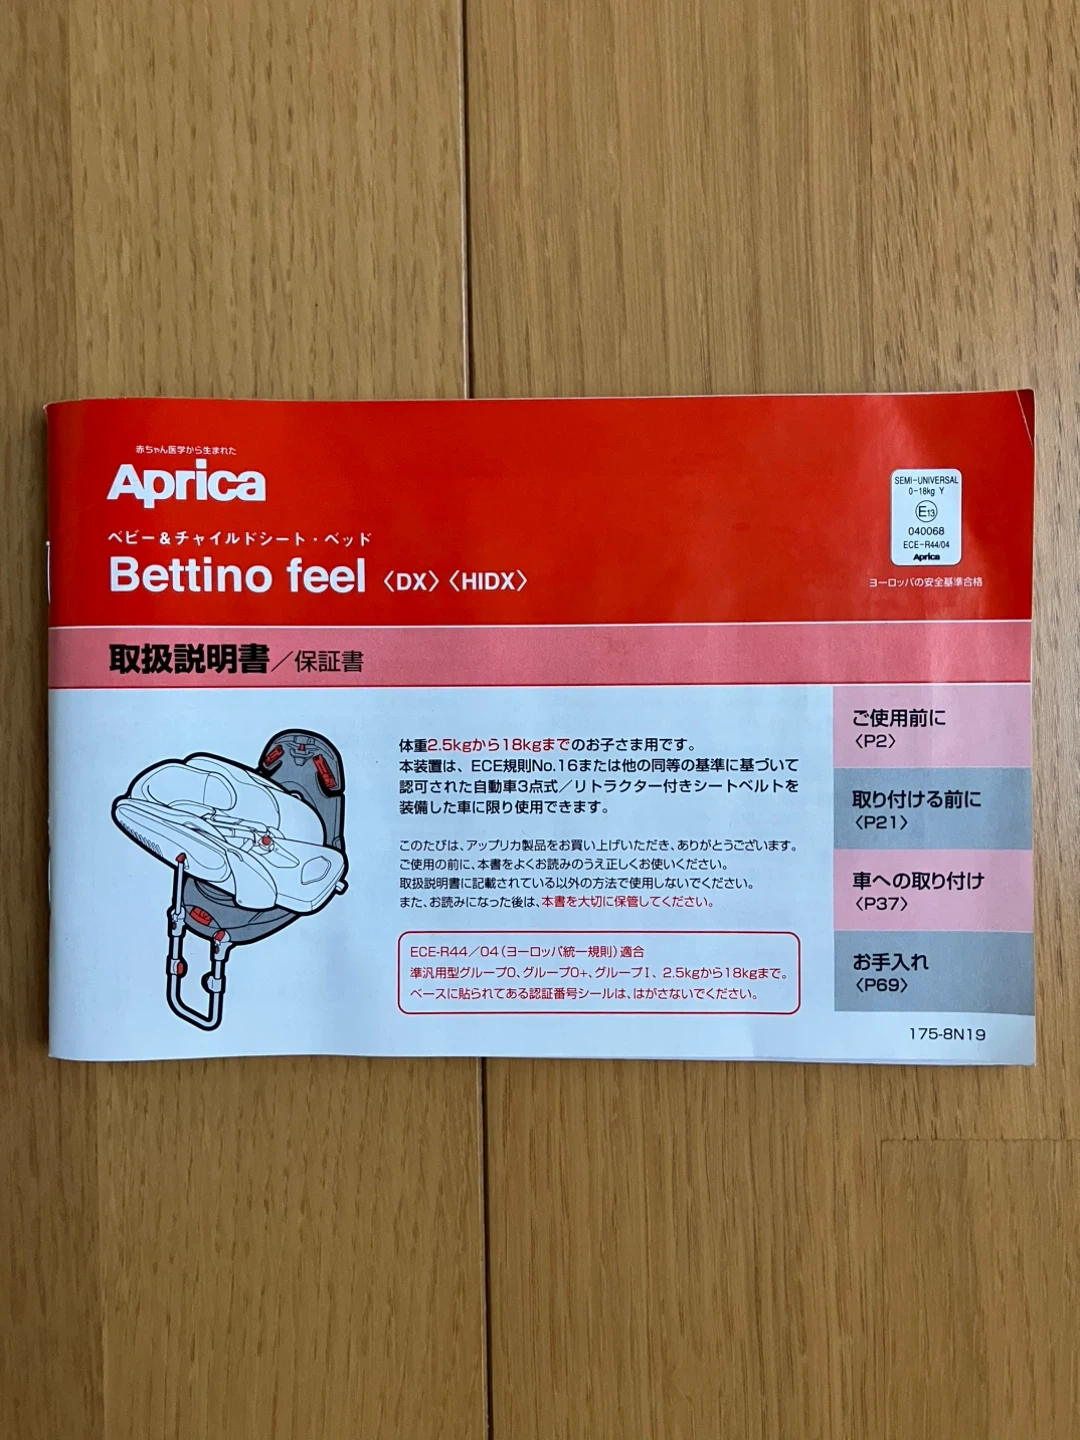 赤ちゃん医学から生まれた
Aprica
ベビー＆チャイルドシート・ベッド
Bettino feel 〈DX〉〈HIDX〉
SEMI-UNIVERSAL
0-18kg Y
E13
040068
ECE-R44/04
Aprica
ヨーロッパの安全基準合格
取扱説明書／保証書
体重2.5kgから18kgまでのお子さま用です。
本装置は、ECE規則No.16または他の同等の基準に基づいて
認可された自動車3点式／リトラクター付きシートベルトを
装備した車に限り使用できます。
このたびは、アップリカ製品をお買い上げいただき、ありがとうございます。
ご使用の前に、本書をよくお読みのうえ正しくお使いください。
取扱説明書に記載されている以外の方法で使用しないでください。
また、お読みになった後は、本書を大切に保管してください。
ECE-R44／04（ヨーロッパ統一規則）適合
準汎用型グループ0、グループ0+、グループI、2.5kgから18kgまで。
ベースに貼られてある認証番号シールは、はがさないでください。
ご使用前に
〈P2〉
取り付ける前に
〈P21〉
車への取り付け
〈P37〉
お手入れ
〈P69〉
175-8N19